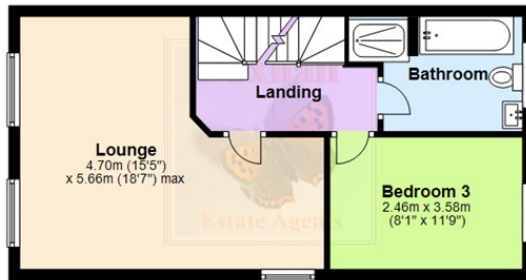 Landing
Bathroom
Lounge
4.70m (15'5")
x 5.66m (18'7") max
Bedroom 3
2.46m x 3.58m
(8'1" x 11'9")
Estate Agents